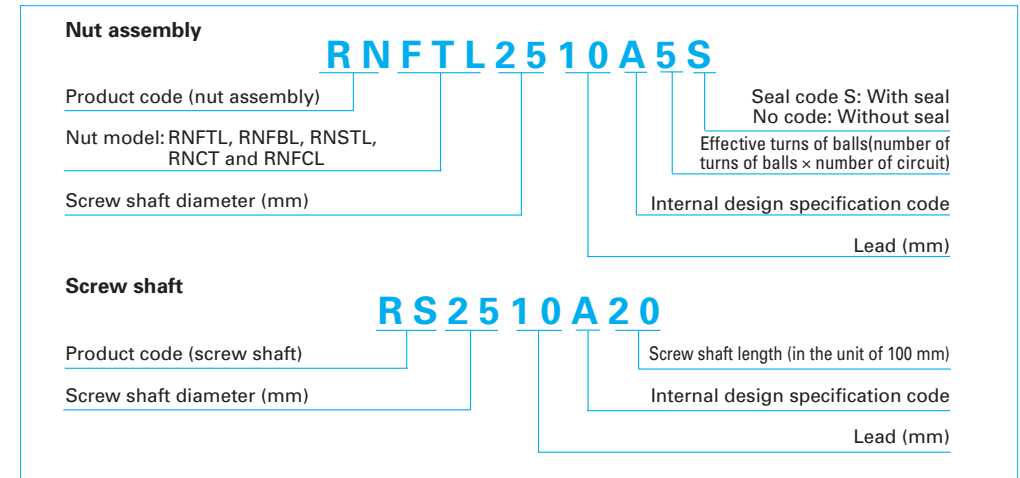 Nut assembly
RNFTL2510A5S
Product code (nut assembly)
Seal code S: With seal
No code: Without seal
Nut model: RNFTL, RNFBL, RNSTL,
RNCT and RNFCL
Effective turns of balls(number of
turns of balls × number of circuit)
Screw shaft diameter (mm)
Internal design specification code
Lead (mm)
Screw shaft
RS2510A20
Product code (screw shaft)
Screw shaft length (in the unit of 100 mm)
Screw shaft diameter (mm)
Internal design specification code
Lead (mm)